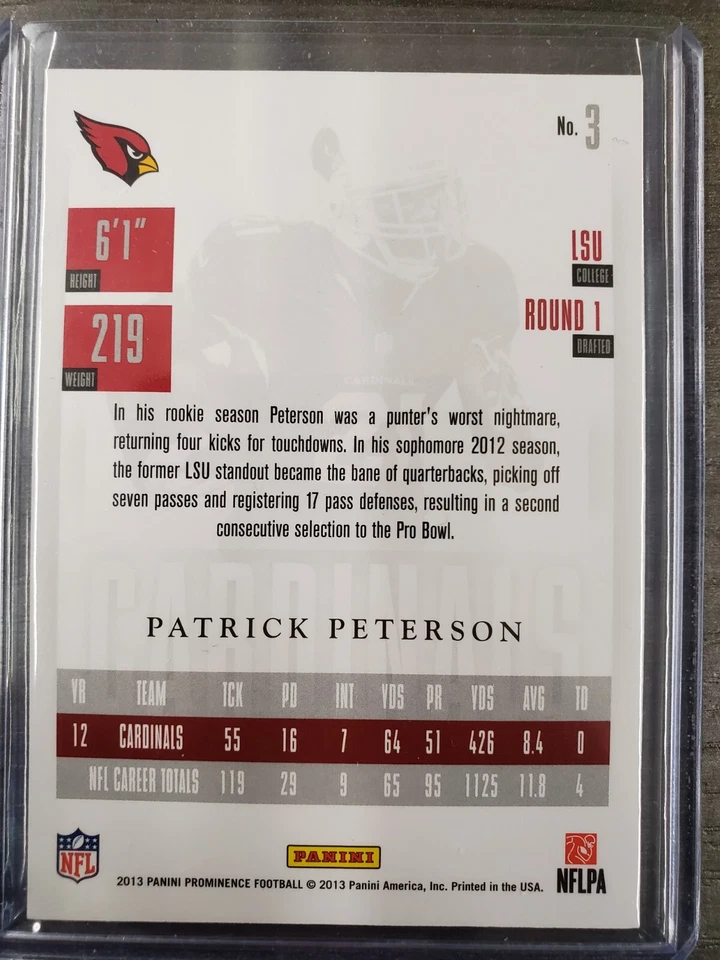 No. 3
6'1"
HEIGHT
LSU
COLLEGE
ROUND 1
DRAFTED
219
WEIGHT
In his rookie season Peterson was a punter's worst nightmare,
returning four kicks for touchdowns. In his sophomore 2012 season,
the former LSU standout became the bane of quarterbacks, picking off
seven passes and registering 17 pass defenses, resulting in a second
consecutive selection to the Pro Bowl.
CARDINALS
PATRICK PETERSON
YR TEAM TCK PD INT YDS PR YDS AVG TD
12 CARDINALS 55 16 7 64 51 426 8.4 0
NFL CAREER TOTALS 119 29 9 65 95 1125 11.8 4
NFL
PANINI
NFLPA
2013 PANINI PROMINENCE FOOTBALL © 2013 Panini America, Inc. Printed in the USA.